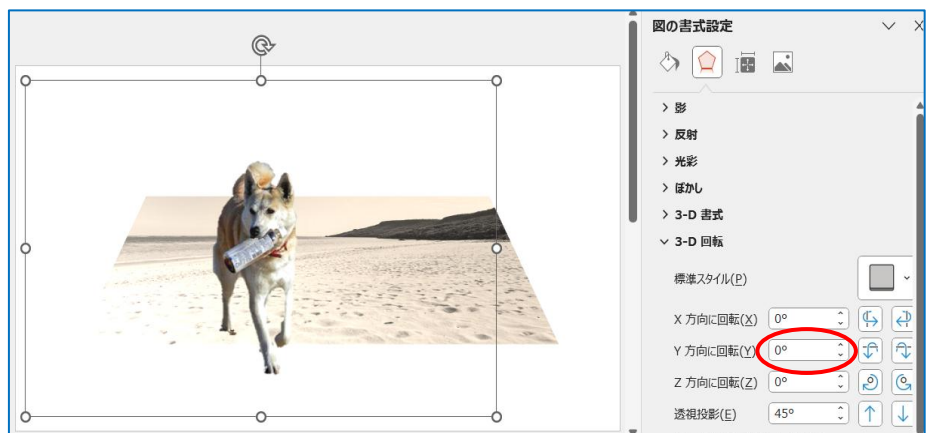 図の書式設定
> 影
> 反射
> 光彩
> ぼかし
> 3-D 書式
∨ 3-D 回転
標準スタイル(P)
X 方向に回転(X) 0°
Y 方向に回転(Y) 0°
Z 方向に回転(Z) 0°
透視投影(E) 45°